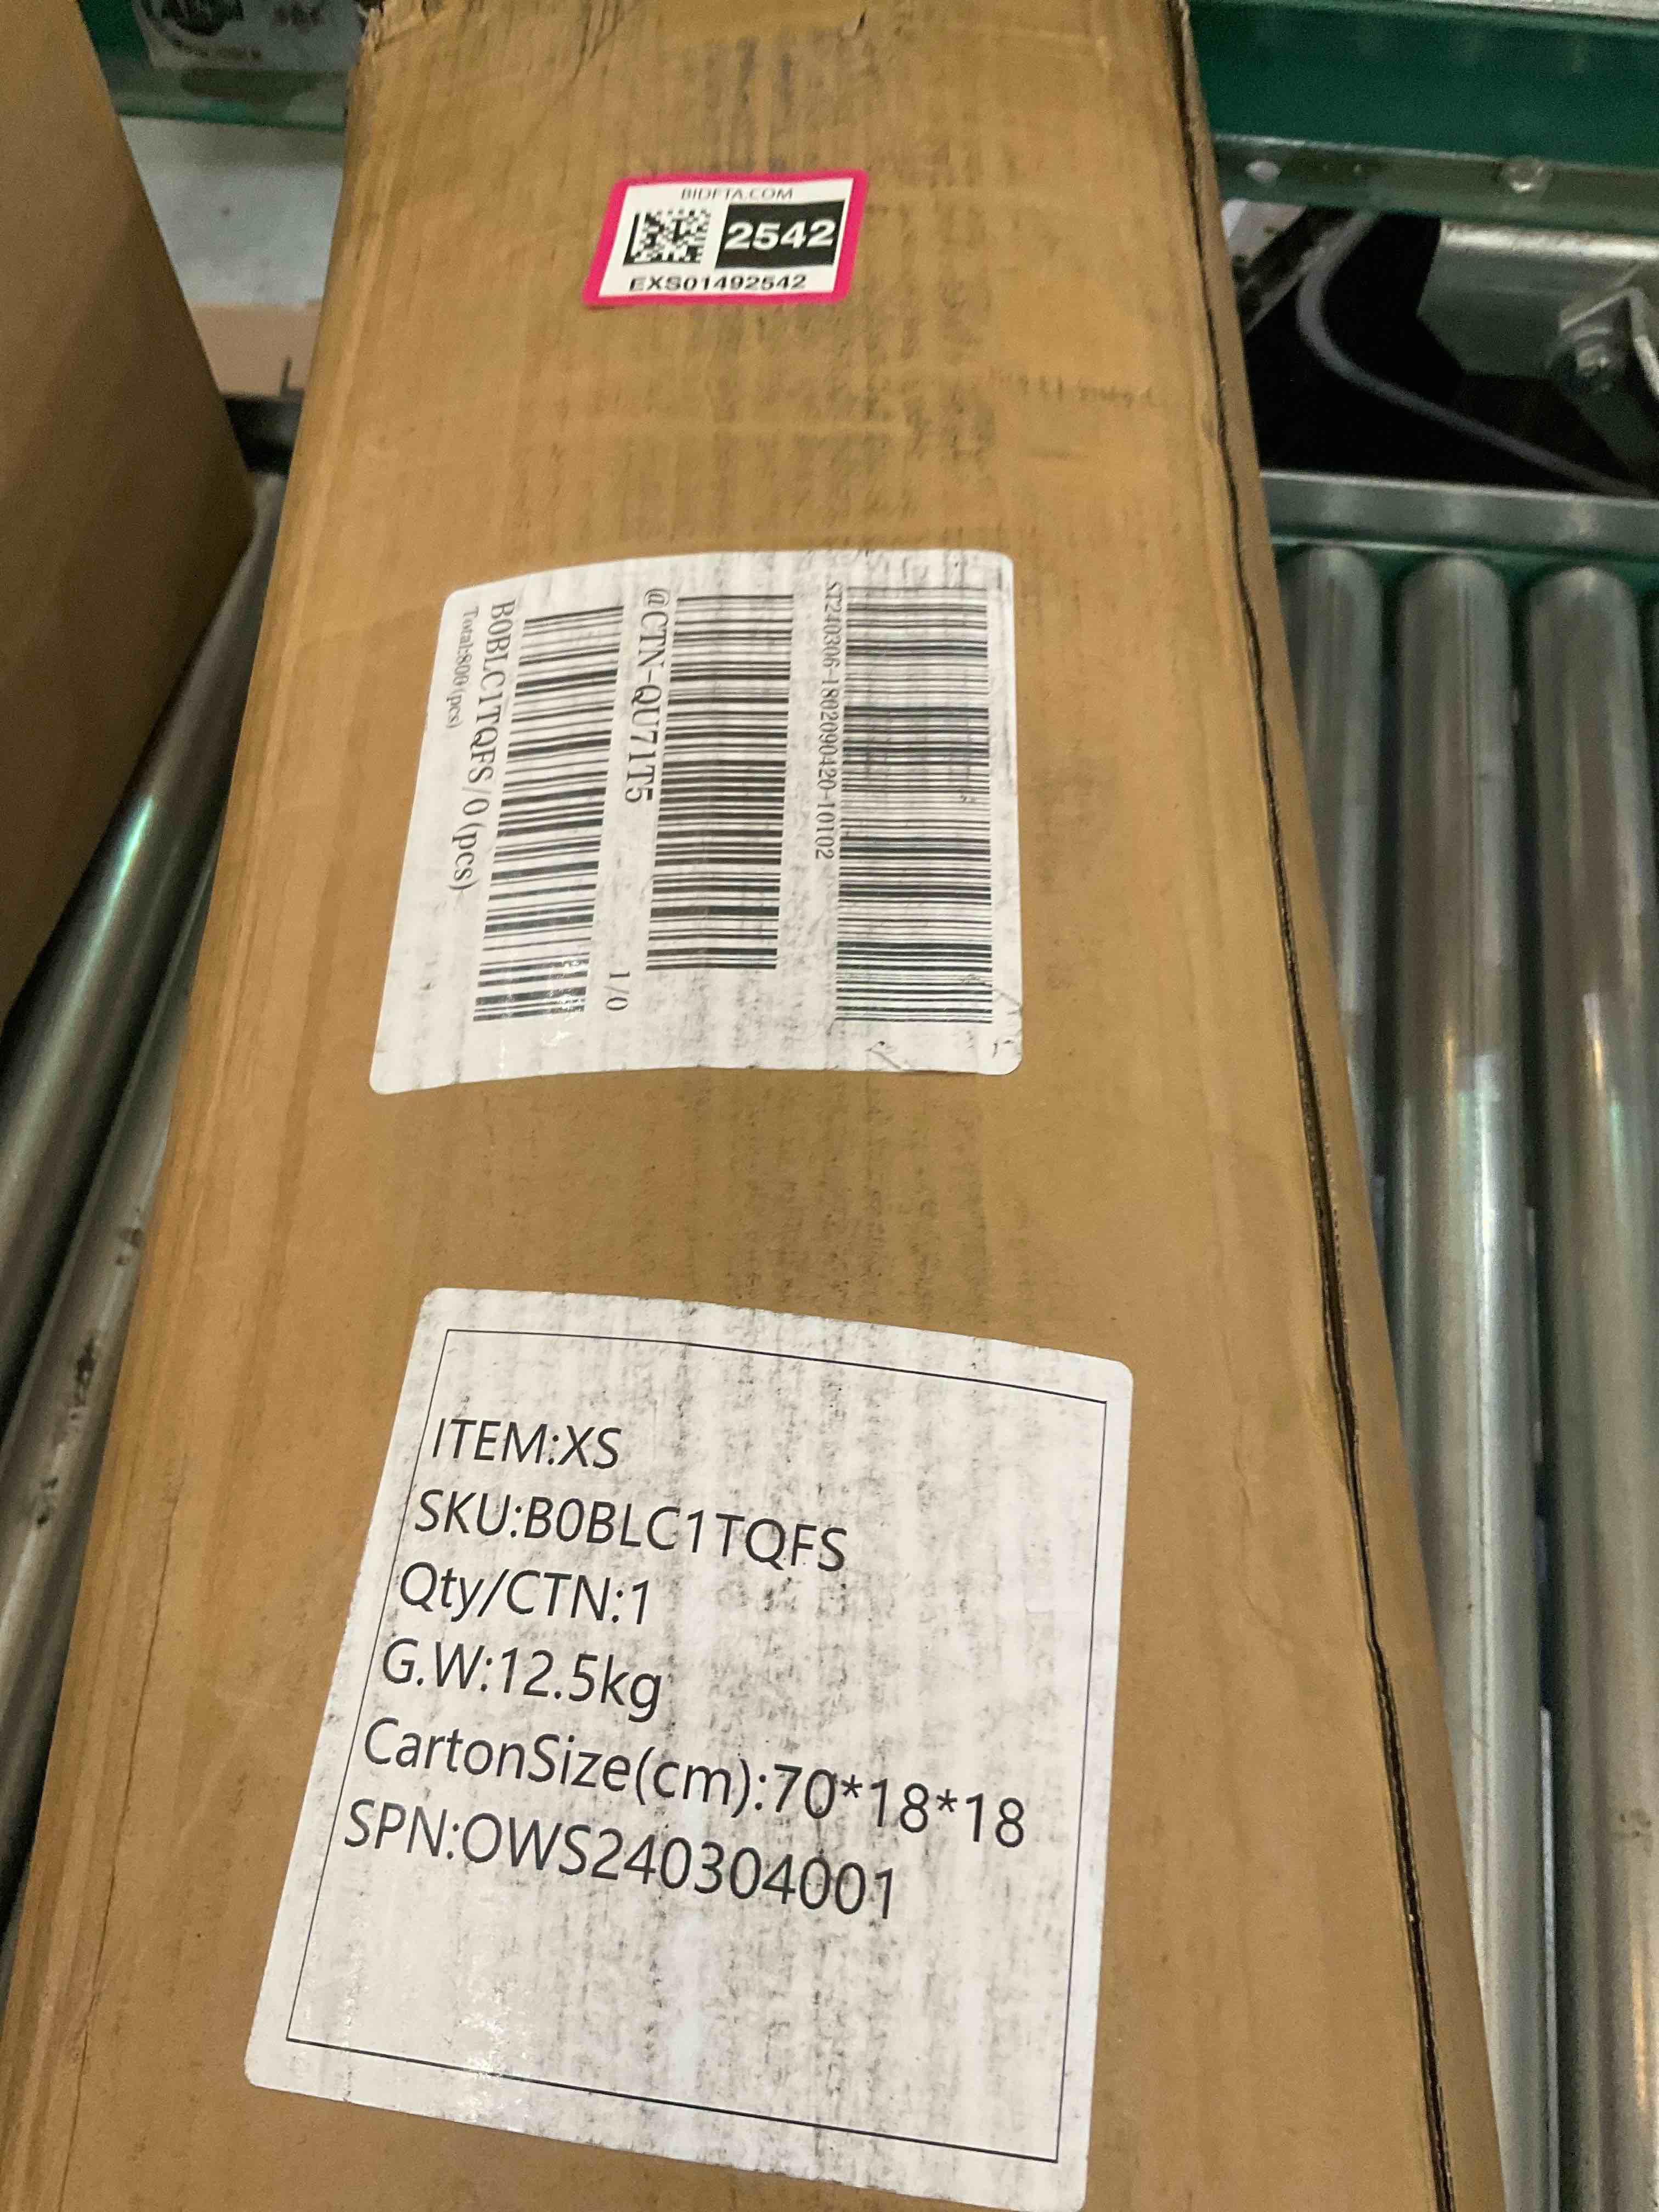 BIDFTA.COM
2542
EXS01492542
ST240306-1802090420-10102
@CTN-QU71T5
1/0
B0BLC1TQFS/0(pcs)
Total:800(pcs)
ITEM:XS
SKU:B0BLC1TQFS
Qty/CTN:1
G.W:12.5kg
CartonSize(cm):70*18*18
SPN:OWS240304001